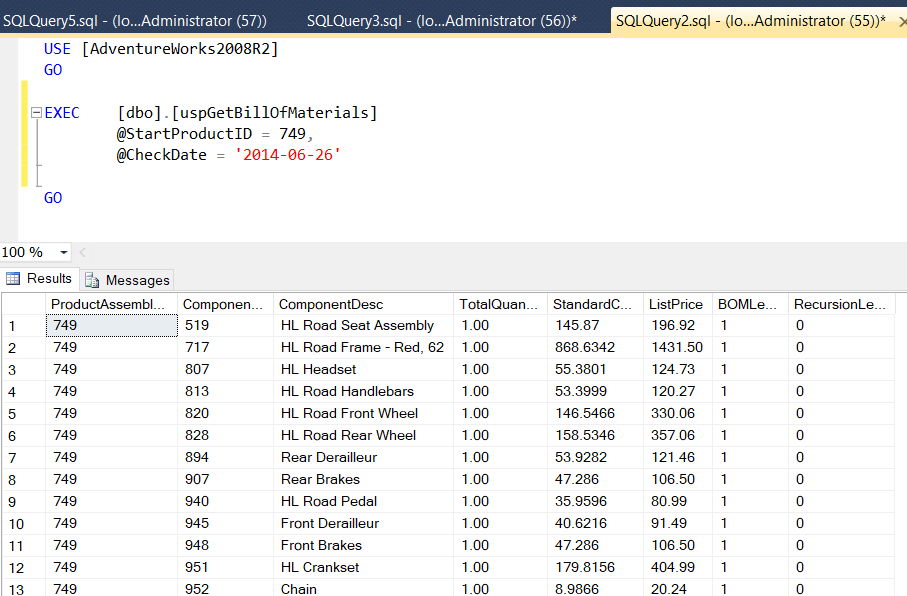 SQLQuery5.sql - (lo...Administrator (57)) SQLQuery3.sql - (lo...Administrator (56))* SQLQuery2.sql - (lo...Administrator (55))*
USE [AdventureWorks2008R2]
GO
EXEC [dbo].[uspGetBillOfMaterials]
@StartProductID = 749,
@CheckDate = '2014-06-26'
GO
100 %
Results Messages
ProductAssembl... Componen... ComponentDesc TotalQuan... StandardC... ListPrice BOMLe... RecursionLe...
1 749 519 HL Road Seat Assembly 1.00 145.87 196.92 1 0
2 749 717 HL Road Frame - Red, 62 1.00 868.6342 1431.50 1 0
3 749 807 HL Headset 1.00 55.3801 124.73 1 0
4 749 813 HL Road Handlebars 1.00 53.3999 120.27 1 0
5 749 820 HL Road Front Wheel 1.00 146.5466 330.06 1 0
6 749 828 HL Road Rear Wheel 1.00 158.5346 357.06 1 0
7 749 894 Rear Derailleur 1.00 53.9282 121.46 1 0
8 749 907 Rear Brakes 1.00 47.286 106.50 1 0
9 749 940 HL Road Pedal 1.00 35.9596 80.99 1 0
10 749 945 Front Derailleur 1.00 40.6216 91.49 1 0
11 749 948 Front Brakes 1.00 47.286 106.50 1 0
12 749 951 HL Crankset 1.00 179.8156 404.99 1 0
13 749 952 Chain 1.00 8.9866 20.24 1 0